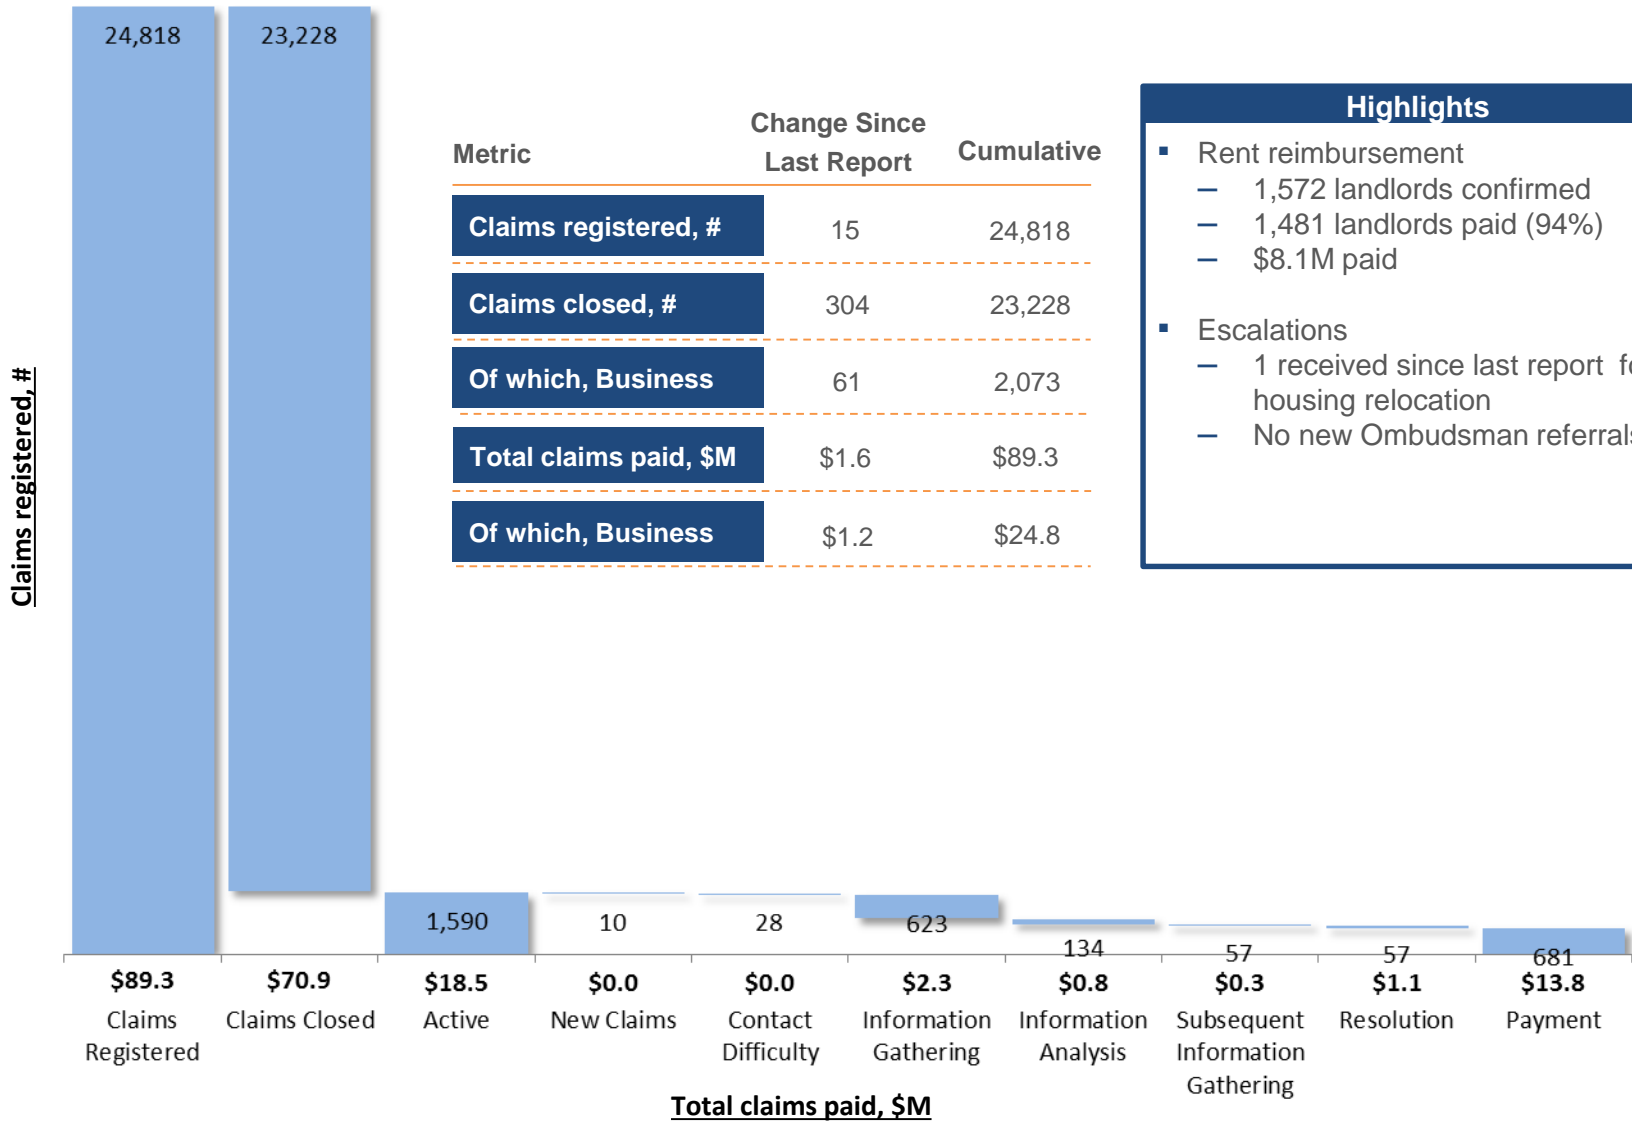 24,818
23,228
Metric
Change Since
Last Report
Cumulative
Claims registered, # 15 24,818
Claims closed, # 304 23,228
Of which, Business 61 2,073
Total claims paid, $M $1.6 $89.3
Of which, Business $1.2 $24.8
Highlights
▪ Rent reimbursement
– 1,572 landlords confirmed
– 1,481 landlords paid (94%)
– $8.1M paid
▪ Escalations
– 1 received since last report
housing relocation
– No new Ombudsman
Claims registered, #
1,590 10 28 623 134 57 57 681
$89.3 $70.9 $18.5 $0.0 $0.0 $2.3 $0.8 $0.3 $1.1 $13.8
Claims Registered
Claims Closed
Active
New Claims
Contact Difficulty
Information Gathering
Information Analysis
Subsequent Information Gathering
Resolution
Payment
Total claims paid, $M